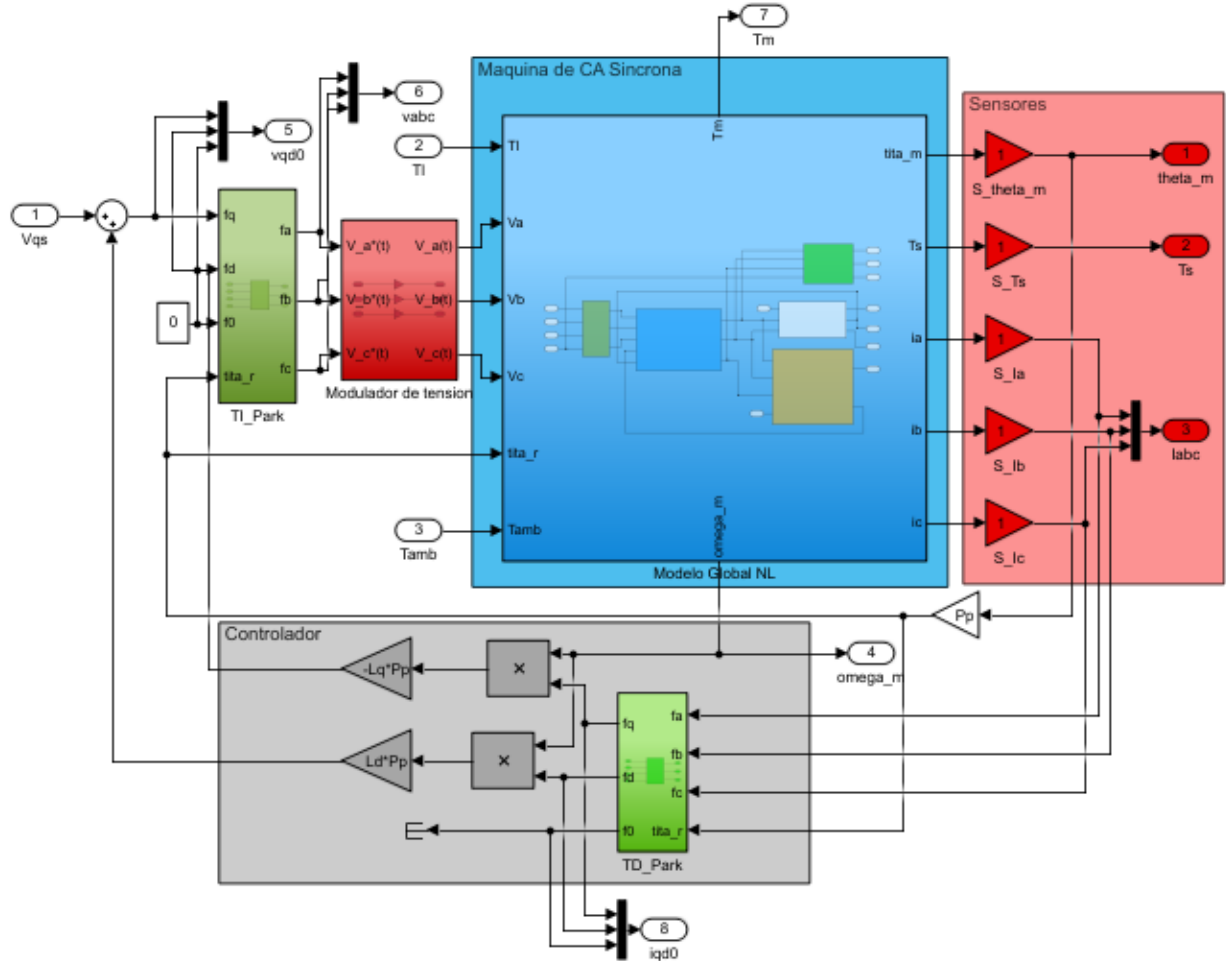 7
Tm
Maquina de CA Sincrona
Sensores
6
vabc
5
vqd0
2
Tl
1
Vqs
0
fq
fd
f0
tita_r
fa
fb
fc
TI_Park
V_a*(t)
V_b*(t)
V_c*(t)
V_a(t)
V_b(t)
V_c(t)
Modulador de tension
Tm
Tl
Va
Vb
Vc
tita_r
Tamb
tita_m
Ts
ia
ib
ic
omega_m
Modelo Global NL
3
Tamb
1
S_theta_m
1
theta_m
1
S_Ts
2
Ts
1
S_Ia
1
S_Ib
3
Iabc
1
S_Ic
Pp
Controlador
-Lq*Pp
×
4
omega_m
Ld*Pp
×
fq
fd
f0
fa
fb
fc
tita_r
TD_Park
8
iqd0